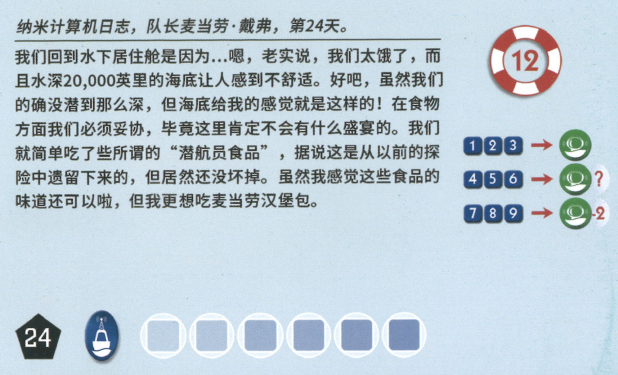 纳米计算机日志，队长麦当劳·戴弗，第24天。
我们回到水下居住舱是因为...嗯，老实说，我们太饿了，而
且水深20,000英里的海底让人感到不舒适。好吧，虽然我们
的确没潜到那么深，但海底给我的感觉就是这样的！在食物
方面我们必须妥协，毕竟这里肯定不会有什么盛宴的。我们
就简单吃了些所谓的“潜航员食品”，据说这是从以前的探
险中遗留下来的，但居然还没坏掉。虽然我感觉这些食品的
味道还可以啦，但我更想吃麦当劳汉堡包。
12
1 2 3
4 5 6 ?
7 8 9 -2
24